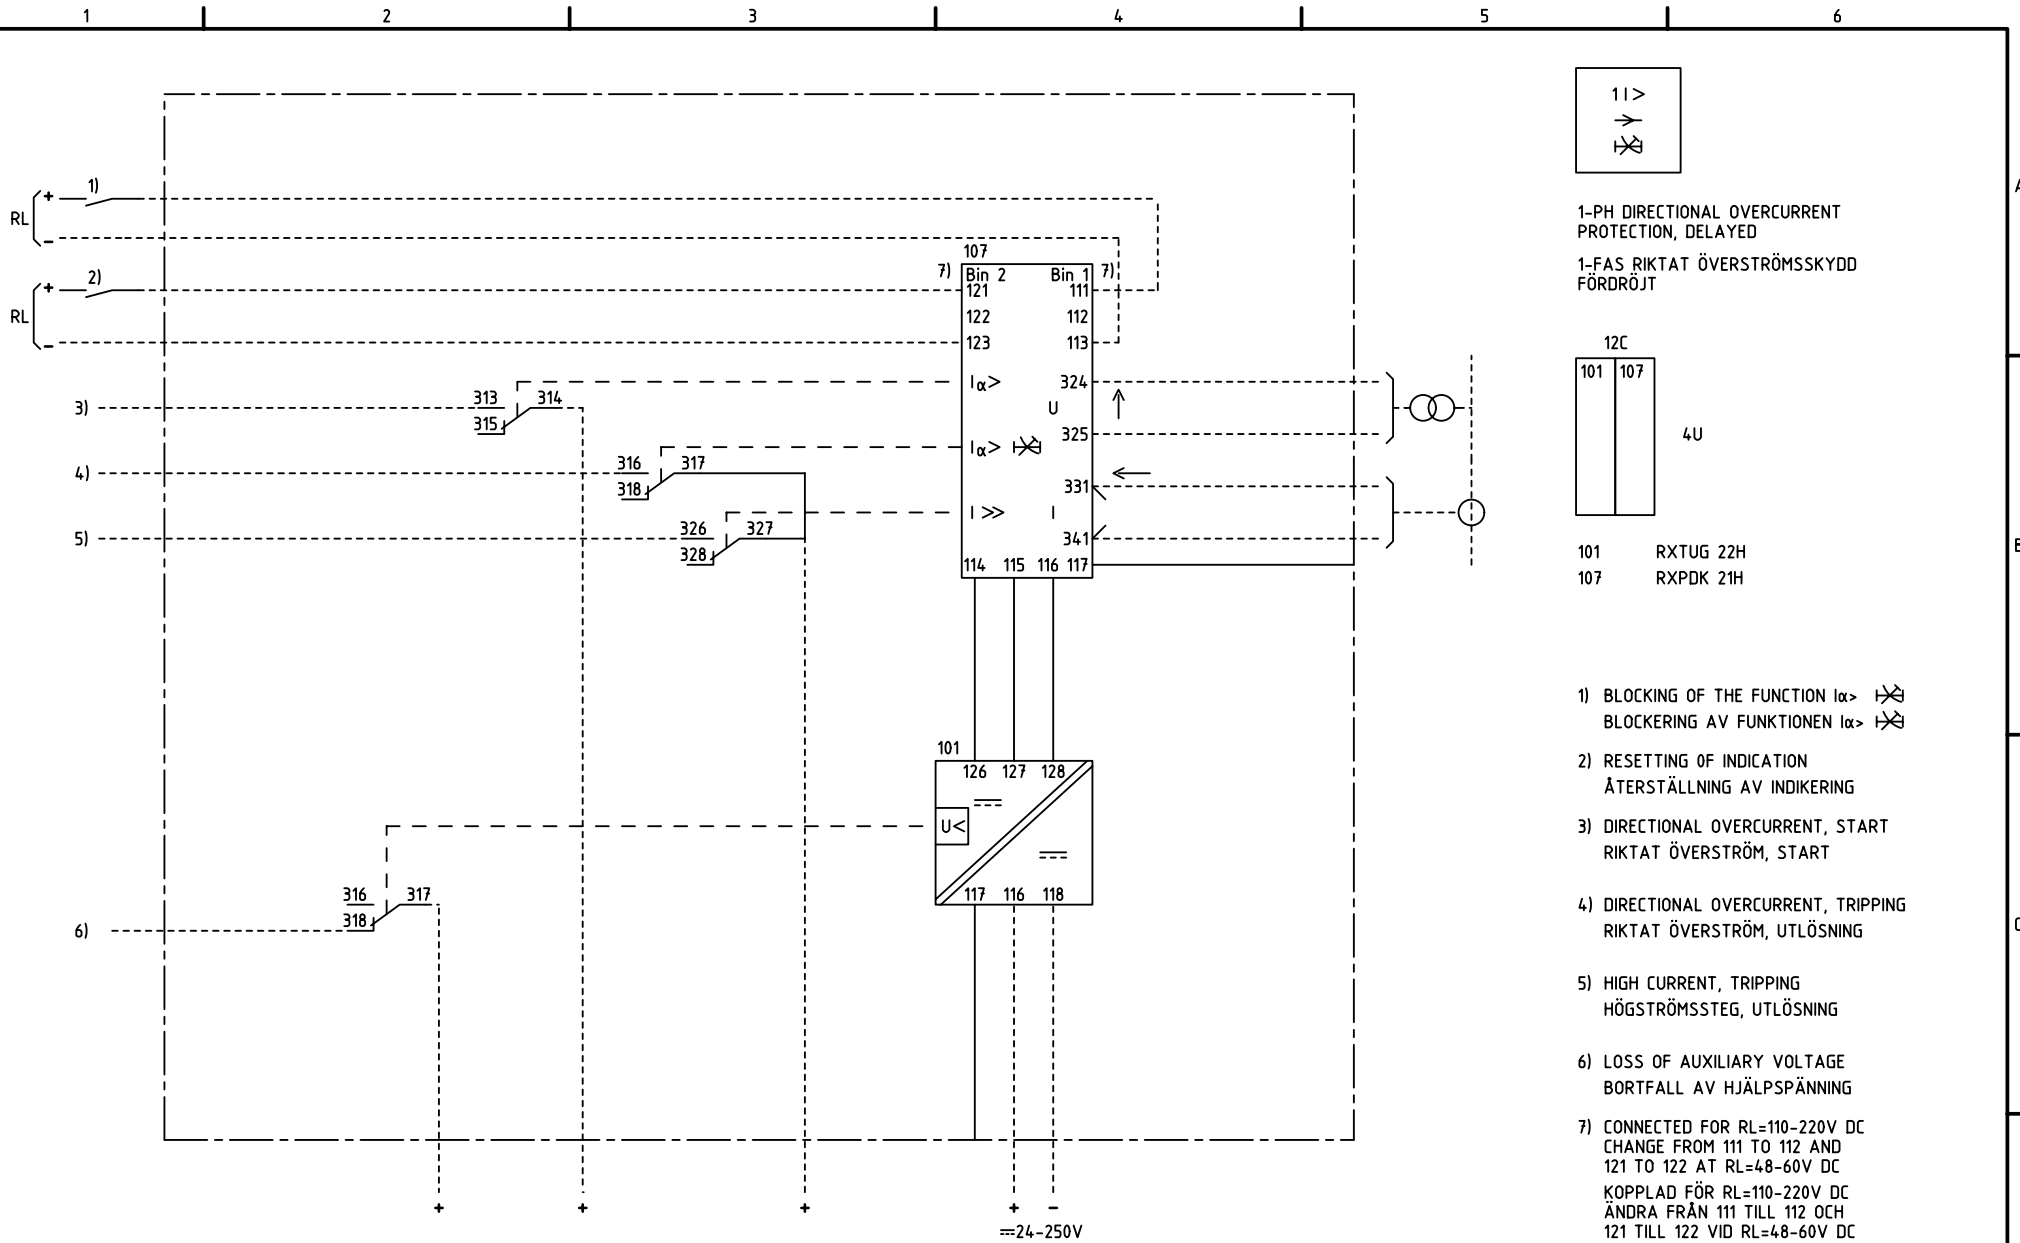 1 2 3 4 5 6
1I>
A
1)
+
RL
-
1-PH DIRECTIONAL OVERCURRENT
PROTECTION, DELAYED
1-FAS RIKTAT ÖVERSTRÖMSSKYDD
FÖRDRÖJT
107
7) Bin 2 Bin 1 7)
2)
+
RL
-
121 111
122 112
123 113
12C
101 107
4U
Iα> 324
U
313 314
3)
315
325
Iα>
316 317
4)
318
331
I >> I
326 327
5)
328
341
114 115 116 117
B
101 RXTUG 22H
107 RXPDK 21H
1) BLOCKING OF THE FUNCTION Iα>
BLOCKERING AV FUNKTIONEN Iα>
2) RESETTING OF INDICATION
ÅTERSTÄLLNING AV INDIKERING
3) DIRECTIONAL OVERCURRENT, START
RIKTAT ÖVERSTRÖM, START
4) DIRECTIONAL OVERCURRENT, TRIPPING
RIKTAT ÖVERSTRÖM, UTLÖSNING
5) HIGH CURRENT, TRIPPING
HÖGSTRÖMSSTEG, UTLÖSNING
6) LOSS OF AUXILIARY VOLTAGE
BORTFALL AV HJÄLPSPÄNNING
7) CONNECTED FOR RL=110-220V DC
CHANGE FROM 111 TO 112 AND
121 TO 122 AT RL=48-60V DC
KOPPLAD FÖR RL=110-220V DC
ÄNDRA FRÅN 111 TILL 112 OCH
121 TILL 122 VID RL=48-60V DC
101
126 127 128
U<
117 116 118
316 317
318
6)
C
+ + + + -
24-250V